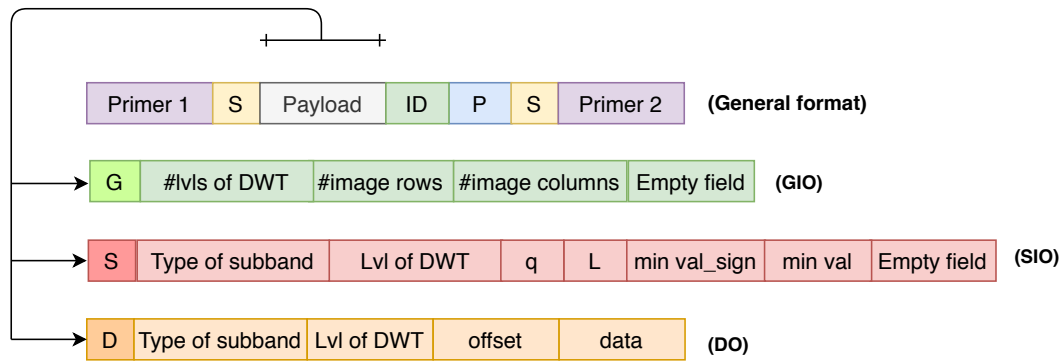 Primer 1 S Payload ID P S Primer 2 (General format)
G #lvls of DWT #image rows #image columns Empty field (GIO)
S Type of subband Lvl of DWT q L min val_sign min val Empty field (SIO)
D Type of subband Lvl of DWT offset data (DO)